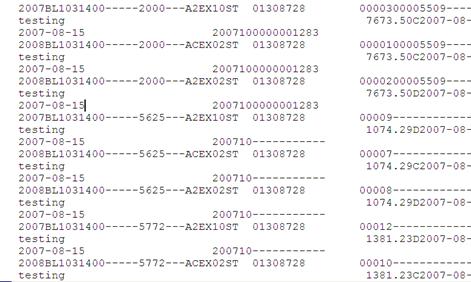 2007BL1031400-----2000---A2EX10ST  01308728        0000300005509----
testing                                             7673.50C2007-08-
2007-08-15                   2007100000001283
2008BL1031400-----2000---ACEX02ST  01308728        0000100005509----
testing                                             7673.50C2007-08-
2007-08-15                   2007100000001283
2008BL1031400-----2000---A2EX02ST  01308728        0000200005509----
testing                                             7673.50D2007-08-
2007-08-15                   2007100000001283
2007BL1031400-----5625---A2EX10ST  01308728        00009-----------
testing                                             1074.29D2007-08-
2007-08-15                   200710-----------
2008BL1031400-----5625---ACEX02ST  01308728        00007-----------
testing                                             1074.29C2007-08-
2007-08-15                   200710-----------
2008BL1031400-----5625---A2EX02ST  01308728        00008-----------
testing                                             1074.29D2007-08-
2007-08-15                   200710-----------
2007BL1031400-----5772---A2EX10ST  01308728        00012-----------
testing                                             1381.23D2007-08-
2007-08-15                   200710-----------
2008BL1031400-----5772---ACEX02ST  01308728        00010-----------
testing                                             1381.23C2007-08-